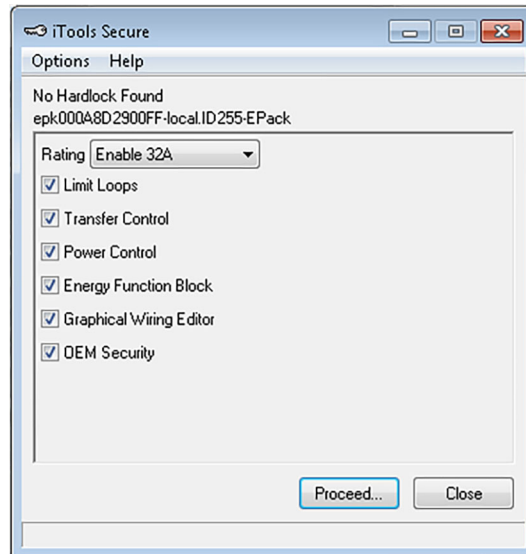 iTools Secure
Options Help
No Hardlock Found
epk000A8D2900FF-local.ID255-EPack
Rating Enable 32A
Limit Loops
Transfer Control
Power Control
Energy Function Block
Graphical Wiring Editor
OEM Security
Proceed... Close